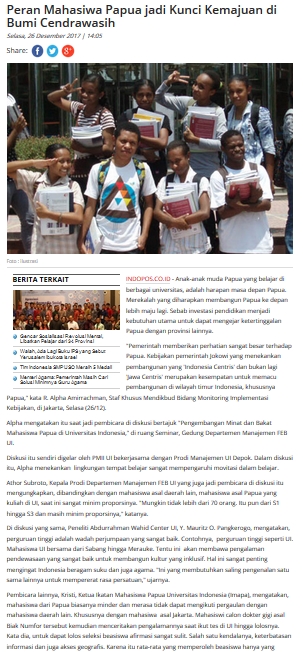 Peran Mahasiwa Papua jadi Kunci Kemajuan di
Bumi Cendrawasih
Selasa, 26 Desember 2017 | 14:05
Share:
Foto : Ilustrasi
BERITA TERKAIT
Gencar Sosialisasi Revolusi Mental,
Libatkan Pelajar dari 34 Provinsi
Walah, Ada Lagi Buku IPS yang Sebut
Yerusalem Ibukota Israel
Tim Indonesia SMP IJSO Meraih 5 Medali
Menteri Agama: Pemerintah Masih Cari
Solusi Minimnya Guru Agama
INDOPOS.CO.ID - Anak-anak muda Papua yang belajar di
berbagai universitas, adalah harapan masa depan Papua.
Merekalah yang diharapkan membangun Papua ke depan
lebih maju lagi. Sebab investasi pendidikan menjadi
kebutuhan utama untuk dapat mengejar ketertinggalan
Papua dengan provinsi lainnya.
"Pemerintah memberikan perhatian sangat besar terhadap
Papua. Kebijakan pemerintah Jokowi yang menekankan
pembangunan yang 'Indonesia Centris' dan bukan lagi
'Jawa Centris' merupakan kesempatan untuk memacu
pembangunan di wilayah timur Indonesia, khususnya
Papua," kata R. Alpha Amirrachman, Staf Khusus Mendikbud Bidang Monitoring Implementasi
Kebijakan, di Jakarta, Selasa (26/12).
Alpha mengatakan itu saat jadi pembicara di diskusi bertajuk "Pengembangan Minat dan Bakat
Mahasiswa Papua di Universitas Indonesia," di ruang Seminar, Gedung Departemen Manajemen FEB
UI.
Diskusi itu sendiri digelar oleh PMII UI bekerjasama dengan Prodi Manajemen UI Depok. Dalam diskusi
itu, Alpha menekankan lingkungan tempat belajar sangat mempengaruhi movitasi dalam belajar.
Athor Subroto, Kepala Prodi Departemen Manajemen FEB UI yang juga jadi pembicara di diskusi itu
mengungkapkan, dibandingkan dengan mahasiswa asal daerah lain, mahasiswa asal Papua yang
kuliah di UI, saat ini sangat minim proporsinya. "Mungkin tidak lebih dari 70 orang. Itu pun dari S1
hingga S3 dan masih minim proporsinya," katanya.
Di diskusi yang sama, Peneliti Abdurrahman Wahid Center UI, Y. Mauritz O. Pangkerogo, mengatakan,
perguruan tinggi adalah wadah perjumpaan yang sangat baik. Contohnya, perguruan tinggi seperti UI.
Mahasiswa UI bersama dari Sabang hingga Merauke. Tentu ini akan membawa pengalaman
pendewasaan yang sangat baik untuk membangun kultur yang inklusif. Hal ini sangat penting
mengingat Indonesia beragam suku dan juga agama. "Ini yang membutuhkan saling pengenalan satu
sama lainnya untuk mempererat rasa persatuan," ujarnya.
Pembicara lainnya, Kristi, Ketua Ikatan Mahasiswa Papua Universitas Indonesia (Imapa), mengatakan,
mahasiswa dari Papua biasanya minder dan merasa tidak dapat mengikuti pergaulan dengan
mahasiswa daerah lain. Khususnya dengan mahasiswa asal Jakarta. Mahasiswi calon dokter gigi asal
Biak Numfor tersebut kemudian menceritakan pengalamannya saat ikut tes di UI hingga kolosnya.
Kata dia, untuk dapat lolos seleksi beasiswa afirmasi sangat sulit. Salah satu kendalanya, keterbatasan
informasi dan juga akses geografis. Karena itu rata-rata yang memperoleh beasiswa hanya yang